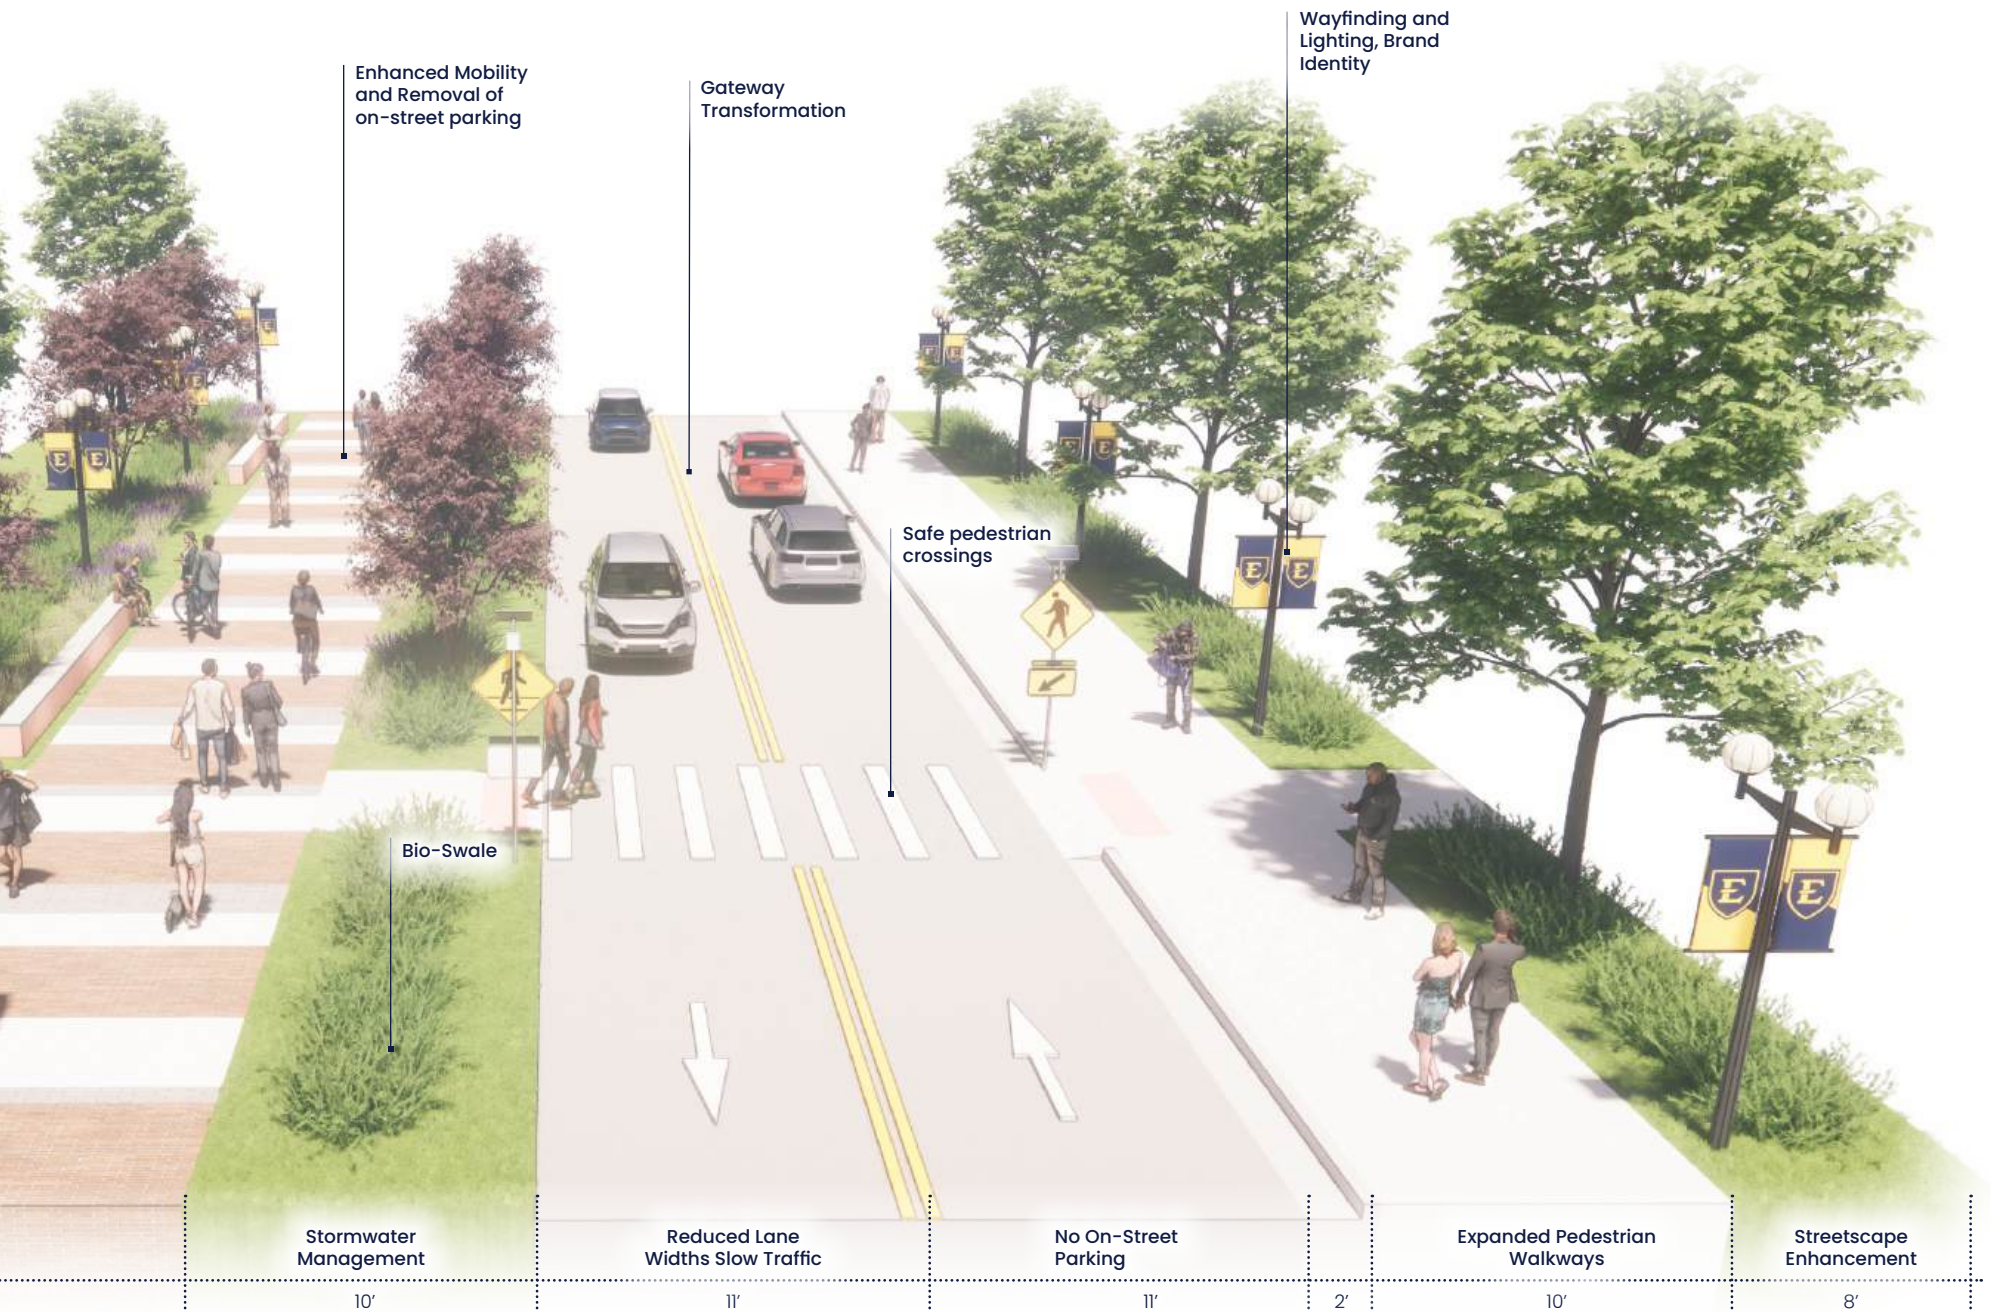 Wayfinding and
Lighting, Brand
Identity
Enhanced Mobility
and Removal of
on-street parking
Gateway
Transformation
Safe pedestrian
crossings
Bio-Swale
E E
E
E
E E
E E
Stormwater
Management
Reduced Lane
Widths Slow Traffic
No On-Street
Parking
Expanded Pedestrian
Walkways
Streetscape
Enhancement
10’
11’
11’
2’
10’
8’